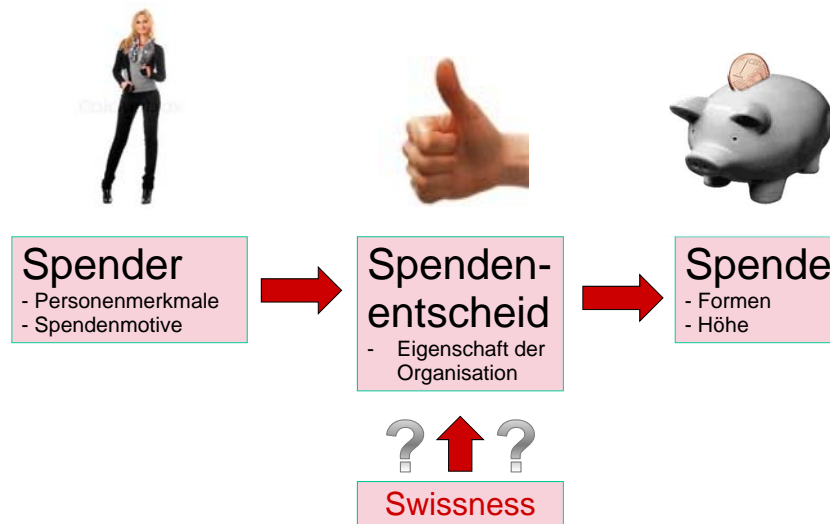 Spender
- Personenmerkmale
- Spendenmotive
Spenden-
entscheid
- Eigenschaft der
Organisation
Spende
- Formen
- Höhe
? ?
Swissness